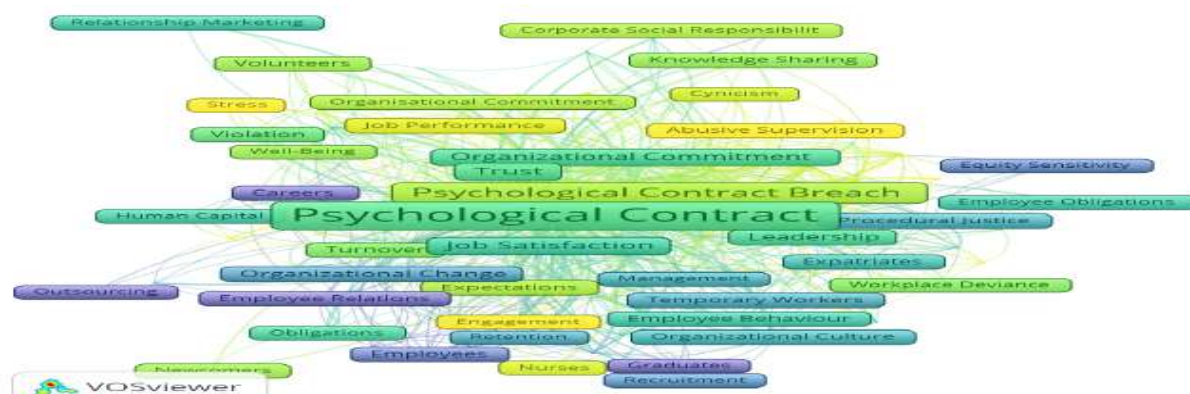 Relationship Marketing
Corporate Social Responsibilit
Volunteers
Knowledge Sharing
Cynicism
Stress
Organisational Commitment
Job Performance
Abusive Supervision
Violation
Well-Being
Organizational Commitment
Trust
Equity Sensitivity
Careers
Psychological Contract Breach
Employee Obligations
Human Capital
Psychological Contract
Procedural Justice
Turnover
Job Satisfaction
Leadership
Organizational Change
Management
Expatriates
Outsourcing
Employee Relations
Expectations
Workplace Deviance
Temporary Workers
Engagement
Employee Behaviour
Obligations
Retention
Organizational Culture
Employees
Newcomers
Nurses
Graduates
Recruitment
VOSviewer